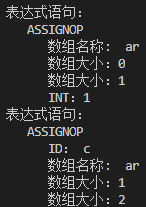 表达式语句:
ASSIGNOP
数组名称: ar
数组大小:0
数组大小:1
INT: 1
表达式语句:
ASSIGNOP
ID: c
数组名称: ar
数组大小:1
数组大小:2